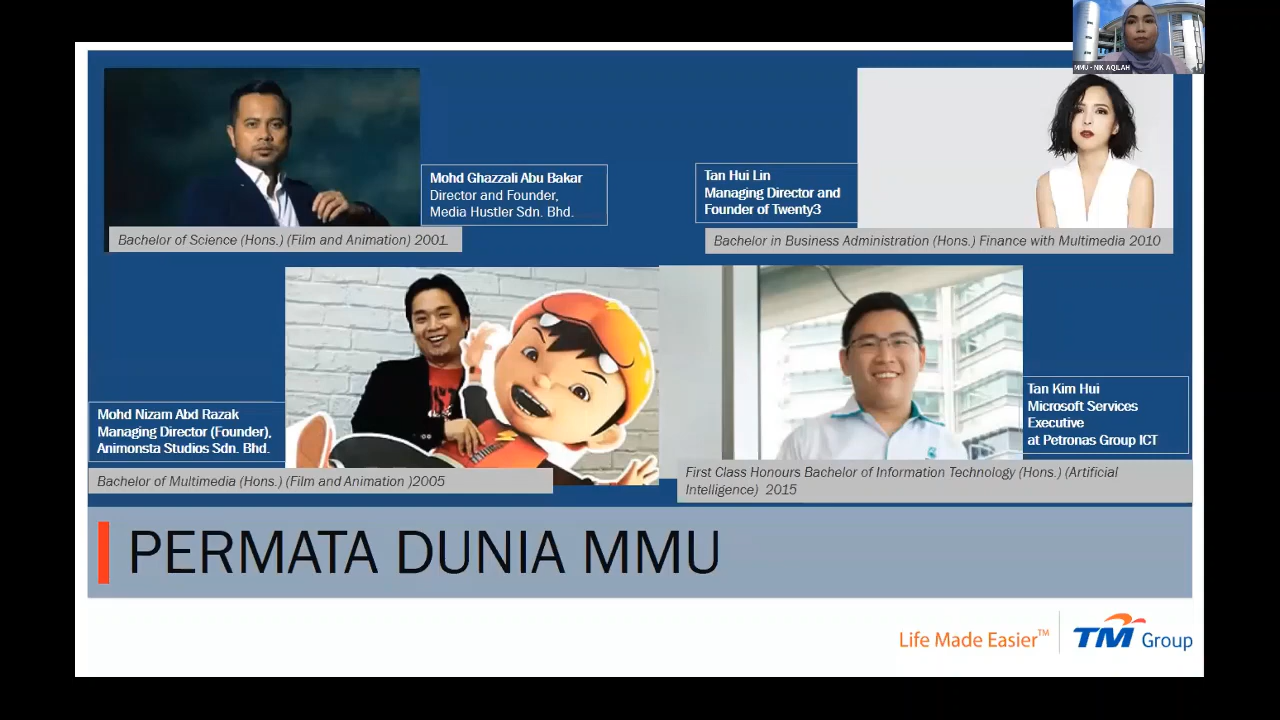 MMU - NIK AQILAH
Mohd Ghazzali Abu Bakar
Director and Founder,
Media Hustler Sdn. Bhd.
Bachelor of Science (Hons.) (Film and Animation) 2001.
Tan Hui Lin
Managing Director and
Founder of Twenty3
Bachelor in Business Administration (Hons.) Finance with Multimedia 2010
Mohd Nizam Abd Razak
Managing Director (Founder),
Animonsta Studios Sdn. Bhd.
Bachelor of Multimedia (Hons.) (Film and Animation )2005
Tan Kim Hui
Microsoft Services
Executive
at Petronas Group ICT
First Class Honours Bachelor of Information Technology (Hons.) (Artificial
Intelligence) 2015
PERMATA DUNIA MMU
Life Made Easier™
TM Group